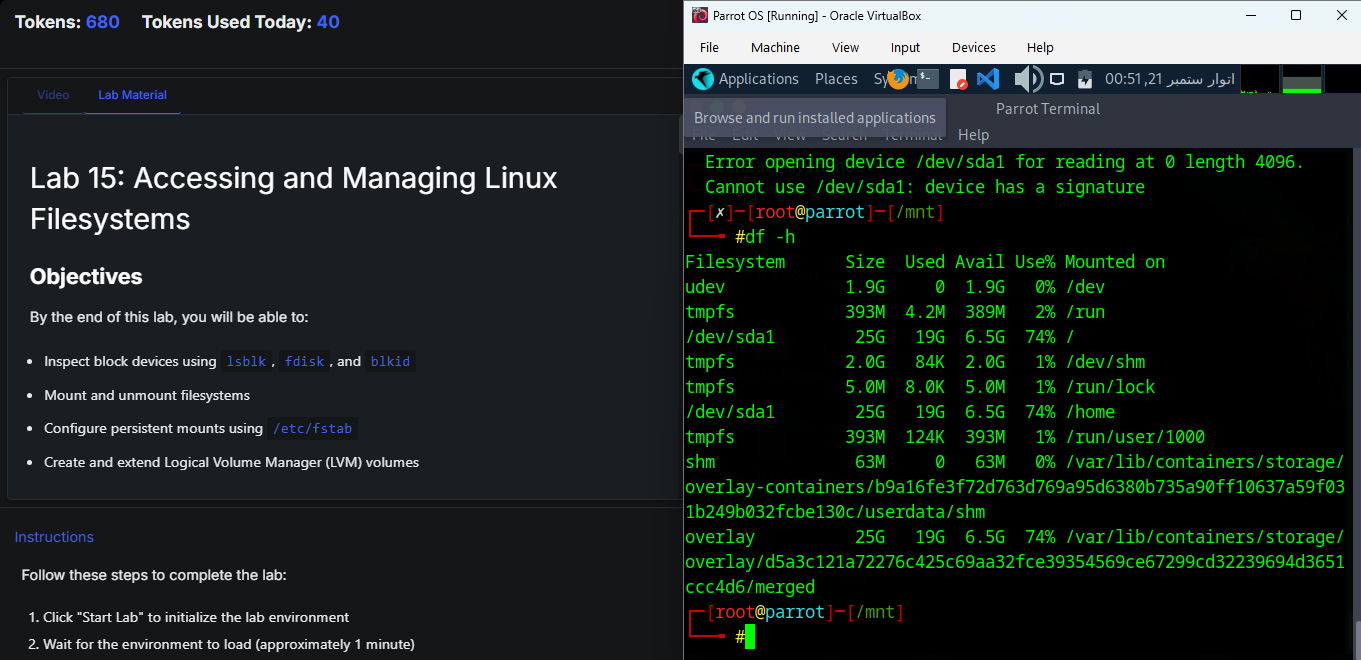 Tokens: 680 Tokens Used Today: 40
Video Lab Material
Lab 15: Accessing and Managing Linux
Filesystems
Objectives
By the end of this lab, you will be able to:
Inspect block devices using lsblk , fdisk , and blkid
Mount and unmount filesystems
Configure persistent mounts using /etc/fstab
Create and extend Logical Volume Manager (LVM) volumes
Instructions
Follow these steps to complete the lab:
1. Click "Start Lab" to initialize the lab environment
2. Wait for the environment to load (approximately 1 minute)
Parrot OS [Running] - Oracle VirtualBox
File Machine View Input Devices Help
Applications Places اتوار ستمبر 21, 00:51
Parrot Terminal
Browse and run installed applications
File Edit View Search Terminal Help
Error opening device /dev/sda1 for reading at 0 length 4096.
Cannot use /dev/sda1: device has a signature
┌─[✗]─[root@parrot]─[/mnt]
└──╼ #df -h
Filesystem Size Used Avail Use% Mounted on
udev 1.9G 0 1.9G 0% /dev
tmpfs 393M 4.2M 389M 2% /run
/dev/sda1 25G 19G 6.5G 74% /
tmpfs 2.0G 84K 2.0G 1% /dev/shm
tmpfs 5.0M 8.0K 5.0M 1% /run/lock
/dev/sda1 25G 19G 6.5G 74% /home
tmpfs 393M 124K 393M 1% /run/user/1000
shm 63M 0 63M 0% /var/lib/containers/storage/
overlay-containers/b9a16fe3f72d763d769a95d6380b735a90ff10637a59f03
1b249b032fcbe130c/userdata/shm
overlay 25G 19G 6.5G 74% /var/lib/containers/storage/
overlay/d5a3c121a72276c425c69aa32fce39354569ce67299cd32239694d3651
ccc4d6/merged
┌─[root@parrot]─[/mnt]
└──╼ #